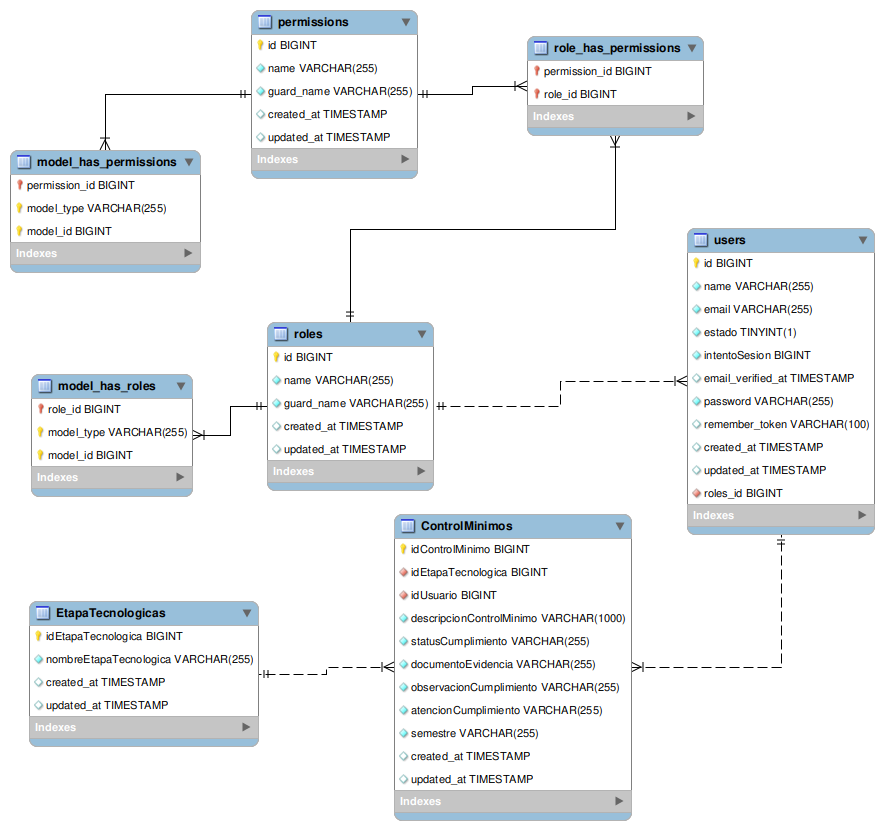 permissions
id BIGINT
name VARCHAR(255)
guard_name VARCHAR(255)
created_at TIMESTAMP
updated_at TIMESTAMP
Indexes
role_has_permissions
permission_id BIGINT
role_id BIGINT
Indexes
model_has_permissions
permission_id BIGINT
model_type VARCHAR(255)
model_id BIGINT
Indexes
users
id BIGINT
name VARCHAR(255)
email VARCHAR(255)
estado TINYINT(1)
intentoSesion BIGINT
email_verified_at TIMESTAMP
password VARCHAR(255)
remember_token VARCHAR(100)
created_at TIMESTAMP
updated_at TIMESTAMP
roles_id BIGINT
Indexes
roles
id BIGINT
name VARCHAR(255)
guard_name VARCHAR(255)
created_at TIMESTAMP
updated_at TIMESTAMP
Indexes
model_has_roles
role_id BIGINT
model_type VARCHAR(255)
model_id BIGINT
Indexes
ControlMinimos
idControlMinimo BIGINT
idEtapaTecnologica BIGINT
idUsuario BIGINT
descripcionControlMinimo VARCHAR(1000)
statusCumplimiento VARCHAR(255)
documentoEvidencia VARCHAR(255)
observacionCumplimiento VARCHAR(255)
atencionCumplimiento VARCHAR(255)
semestre VARCHAR(255)
created_at TIMESTAMP
updated_at TIMESTAMP
Indexes
EtapaTecnologicas
idEtapaTecnologica BIGINT
nombreEtapaTecnologica VARCHAR(255)
created_at TIMESTAMP
updated_at TIMESTAMP
Indexes